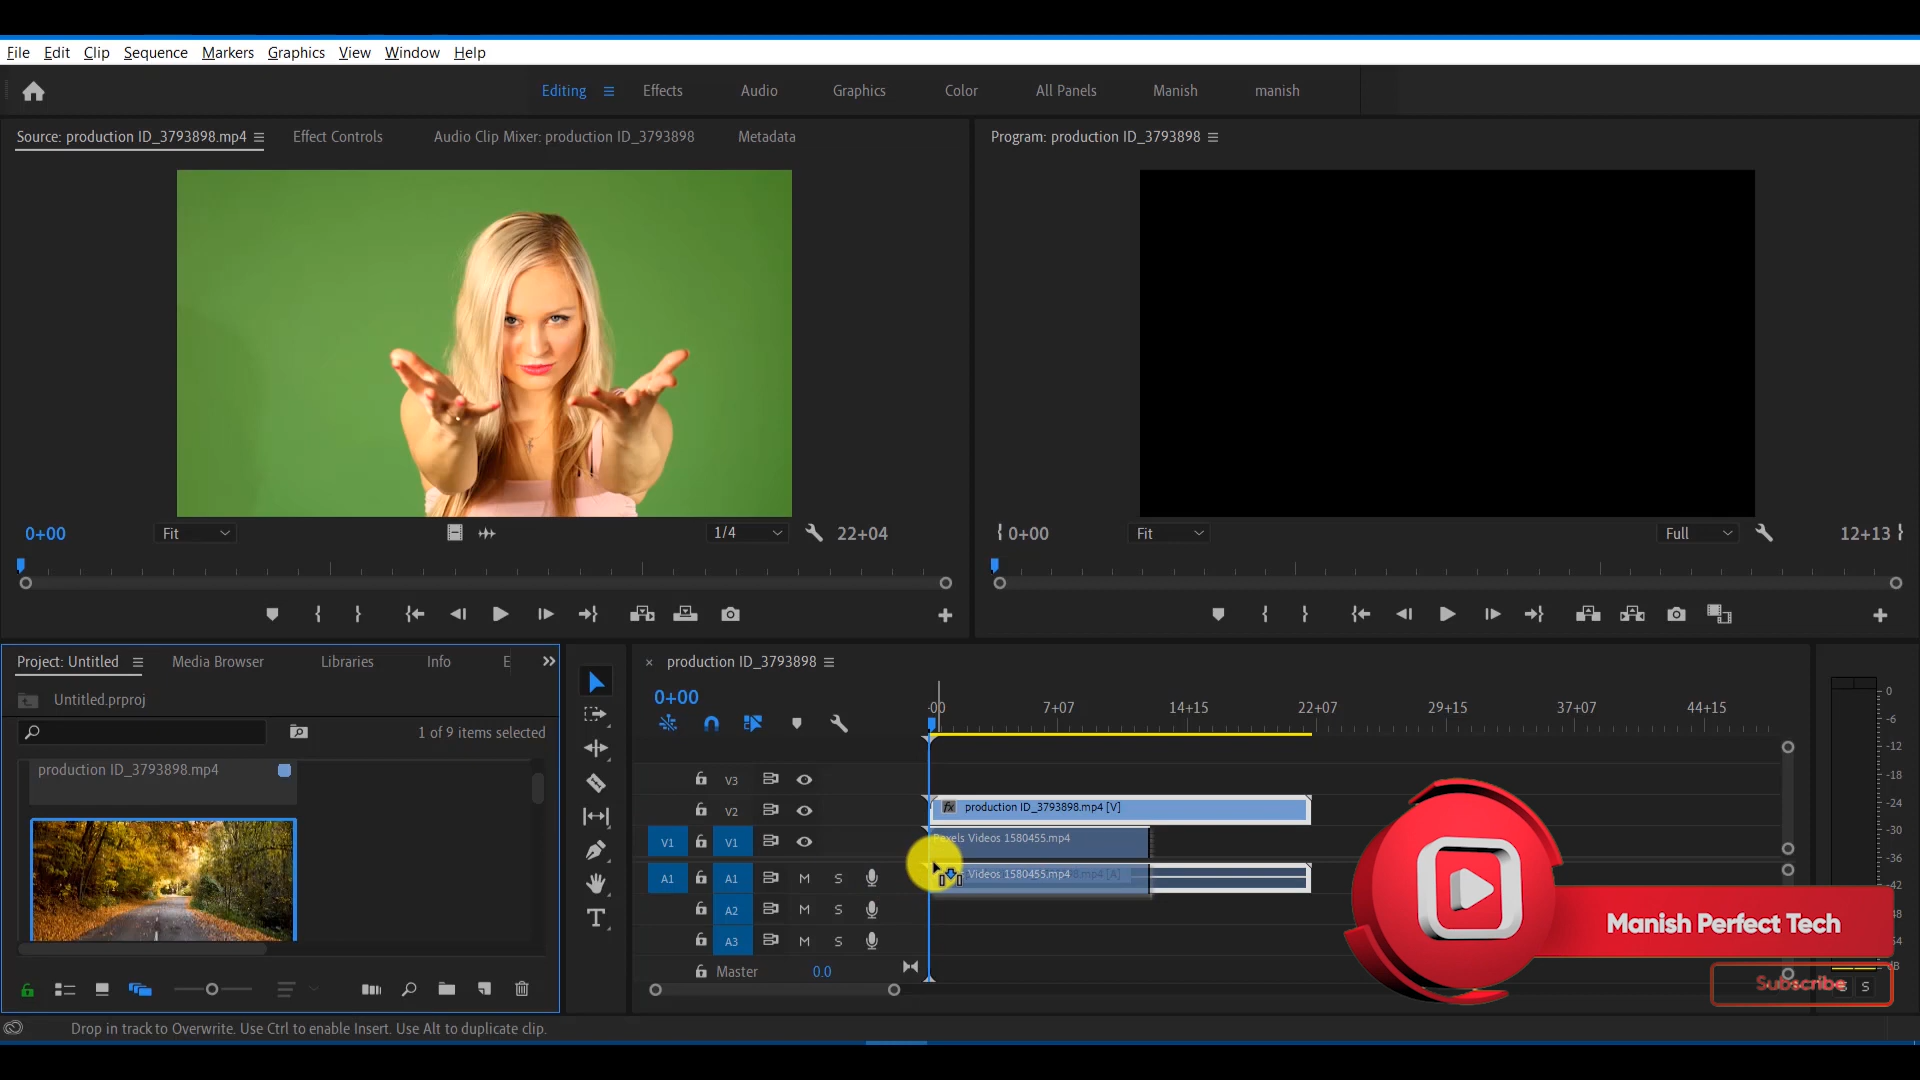 File Edit Clip Sequence Markers Graphics View Window Help
Editing Effects Audio Graphics Color All Panels Manish manish
Source: production ID_3793898.mp4 Effect Controls Audio Clip Mixer: production ID_3793898 Metadata
Program: production ID_3793898
0+00 Fit 1/4 22+04
0+00 Fit Full 12+13
Project: Untitled Media Browser Libraries Info E
Untitled.prproj
1 of 9 items selected
production ID_3793898.mp4
production ID_3793898
0+00
:00 7+07 14+15 22+07 29+15 37+07 44+15
V3
V2 production ID_3793898.mp4 [V]
V1 V1 Pexels Videos 1580455.mp4
A1 A1 M S Videos 1580455.mp4 [A]
A2 M S
A3 M S
Master 0.0
0
-6
-12
-18
-24
-30
-36
-42
-48
-54
dB
S S
Manish Perfect Tech
Subscribe
Drop in track to Overwrite. Use Ctrl to enable Insert. Use Alt to duplicate clip.